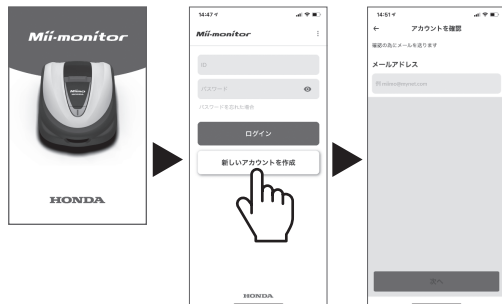 Mii-monitor
HONDA
14:47
Mii-monitor
ID
パスワード
パスワードを忘れた場合
ログイン
新しいアカウントを作成
HONDA
14:51
アカウントを確認
確認の為にメールを送ります
メールアドレス
次へ